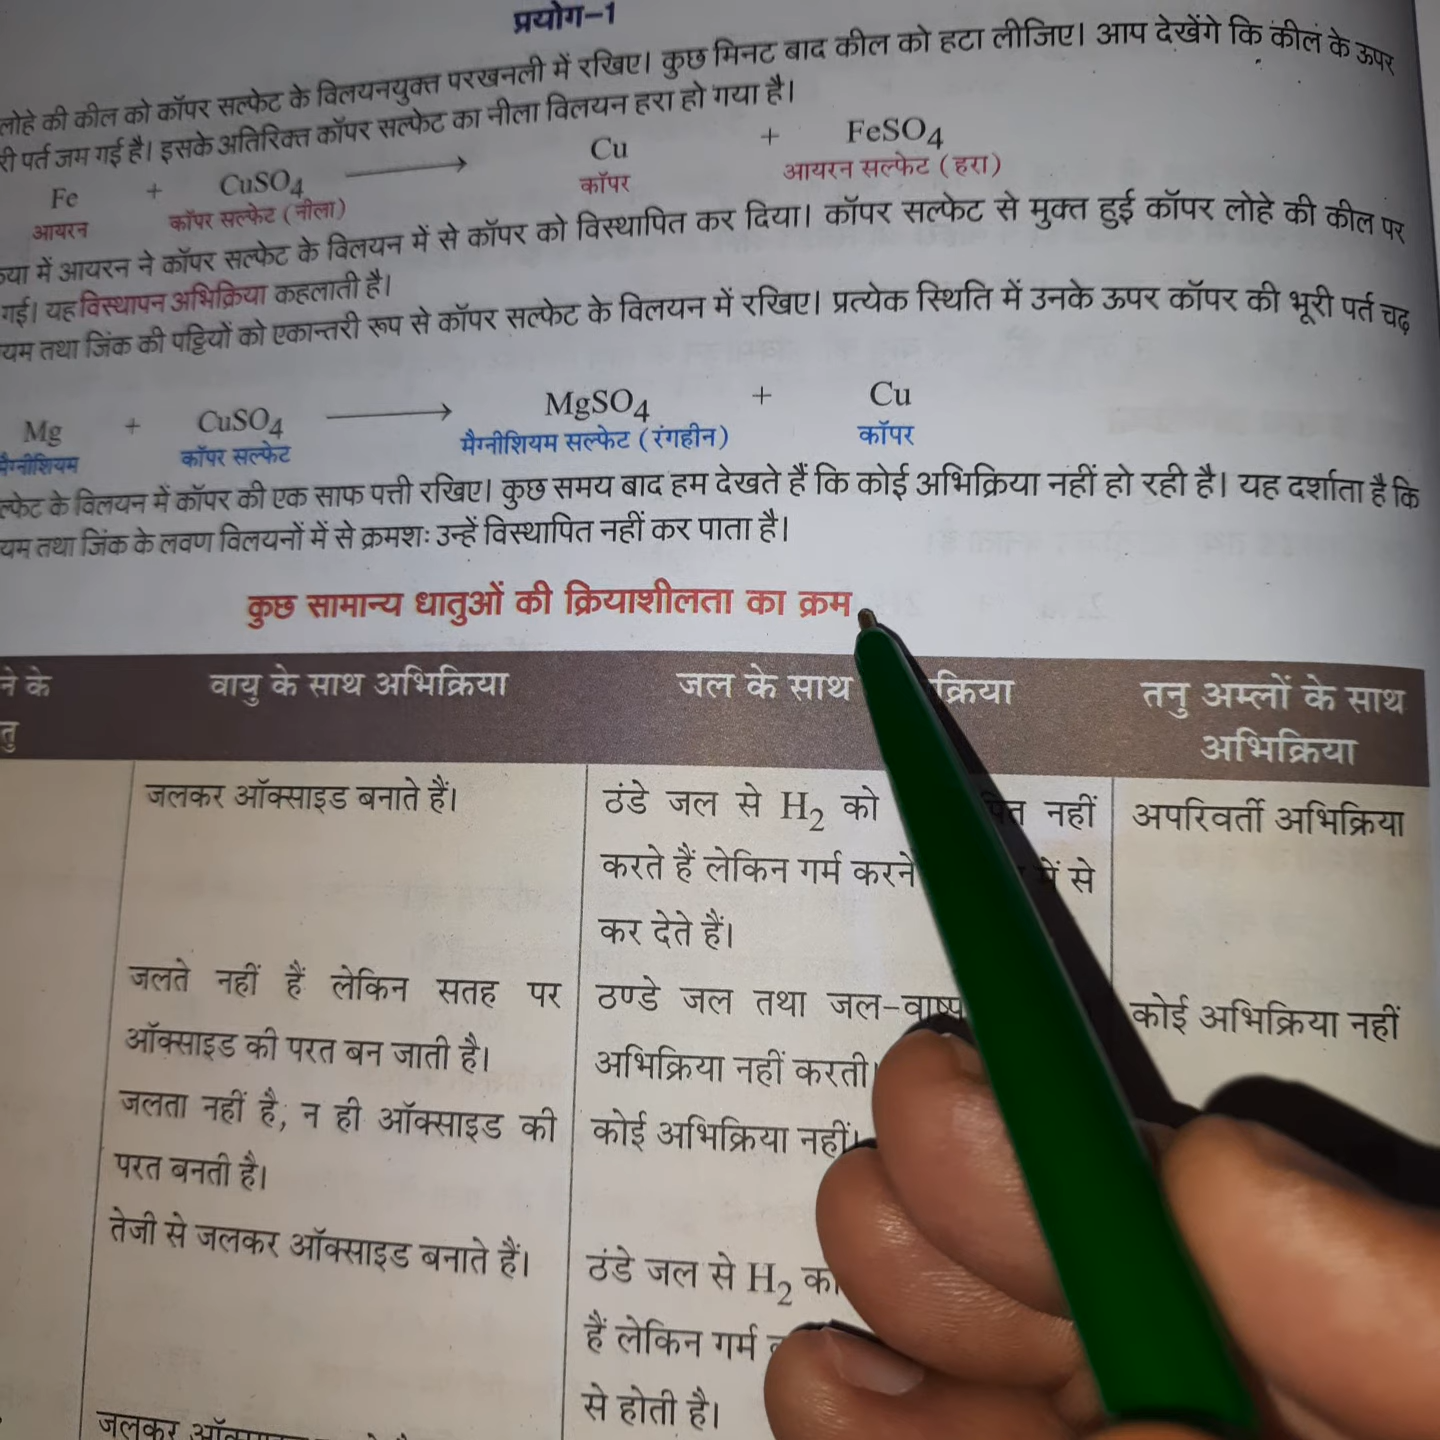 प्रयोग-1
लोहे की कील को कॉपर सल्फेट के विलयनयुक्त परखनली में रखिए। कुछ मिनट बाद कील को हटा लीजिए। आप देखेंगे कि कील के ऊपर
री पर्त जम गई है। इसके अतिरिक्त कॉपर सल्फेट का नीला विलयन हरा हो गया है।
Fe + CuSO4 ⟶ Cu + FeSO4
आयरन कॉपर सल्फेट (नीला) कॉपर आयरन सल्फेट (हरा)
या में आयरन ने कॉपर सल्फेट के विलयन में से कॉपर को विस्थापित कर दिया। कॉपर सल्फेट से मुक्त हुई कॉपर लोहे की कील पर
गई। यह विस्थापन अभिक्रिया कहलाती है।
यम तथा जिंक की पट्टियों को एकान्तरी रूप से कॉपर सल्फेट के विलयन में रखिए। प्रत्येक स्थिति में उनके ऊपर कॉपर की भूरी पर्त चढ़
Mg + CuSO4 ⟶ MgSO4 + Cu
मैग्नीशियम कॉपर सल्फेट मैग्नीशियम सल्फेट (रंगहीन) कॉपर
ल्फेट के विलयन में कॉपर की एक साफ पत्ती रखिए। कुछ समय बाद हम देखते हैं कि कोई अभिक्रिया नहीं हो रही है। यह दर्शाता है कि
यम तथा जिंक के लवण विलयनों में से क्रमशः उन्हें विस्थापित नहीं कर पाता है।
कुछ सामान्य धातुओं की क्रियाशीलता का क्रम
ने के
तु
वायु के साथ अभिक्रिया
जल के साथ क्रिया
तनु अम्लों के साथ
अभिक्रिया
जलकर ऑक्साइड बनाते हैं।
ठंडे जल से H2 को नहीं
करते हैं लेकिन गर्म करने में से
कर देते हैं।
अपरिवर्ती अभिक्रिया
जलते नहीं हैं लेकिन सतह पर
ऑक्साइड की परत बन जाती है।
ठण्डे जल तथा जल-वाष्प
अभिक्रिया नहीं करती।
कोई अभिक्रिया नहीं
जलता नहीं है, न ही ऑक्साइड की
परत बनती है।
कोई अभिक्रिया नहीं।
तेजी से जलकर ऑक्साइड बनाते हैं।
ठंडे जल से H2 का
हैं लेकिन गर्म
से होती है।
जलकर